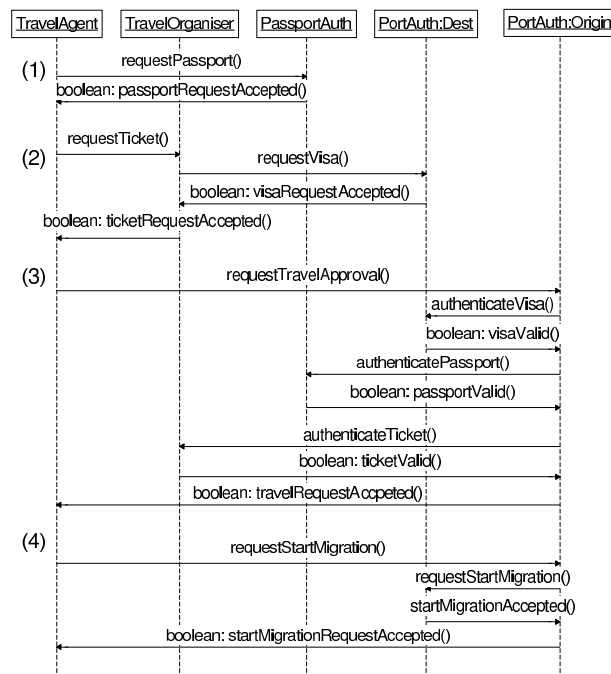 TravelAgent TravelOrganiser PassportAuth PortAuth:Dest PortAuth:Origin
(1)
requestPassport()
boolean: passportRequestAccepted()
requestTicket()
(2)
requestVisa()
boolean: visaRequestAccepted()
boolean: ticketRequestAccepted()
(3)
requestTravelApproval()
authenticateVisa()
boolean: visaValid()
authenticatePassport()
boolean: passportValid()
authenticateTicket()
boolean: ticketValid()
boolean: travelRequestAccpeted()
(4)
requestStartMigration()
requestStartMigration()
startMigrationAccepted()
boolean: startMigrationRequestAccepted()